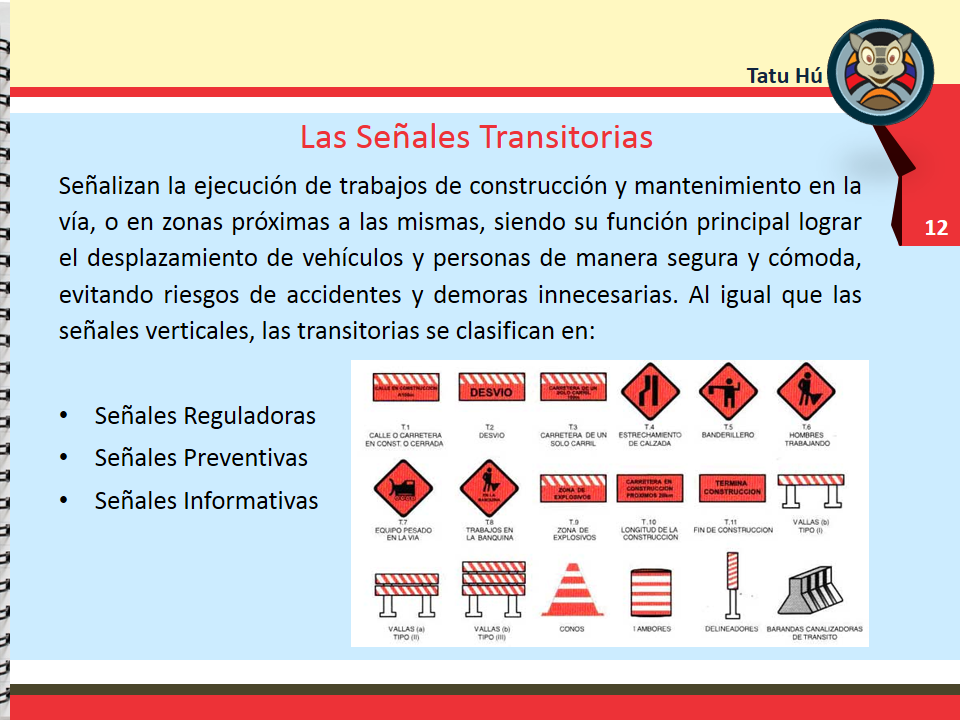 Tatu Hú
12
Las Señales Transitorias
Señalizan la ejecución de trabajos de construcción y mantenimiento en la
vía, o en zonas próximas a las mismas, siendo su función principal lograr
el desplazamiento de vehículos y personas de manera segura y cómoda,
evitando riesgos de accidentes y demoras innecesarias. Al igual que las
señales verticales, las transitorias se clasifican en:
• Señales Reguladoras
• Señales Preventivas
• Señales Informativas
CALLE EN CONSTRUCCION
DESVIO
CARRETERA DE UN
SOLO CARRIL
T.1
CALLE O CARRETERA
EN CONST. O CERRADA
T.2
DESVIO
T.3
CARRETERA DE UN
SOLO CARRIL
T.4
ESTRECHAMIENTO
DE CALZADA
T.5
BANDERILLERO
T.6
HOMBRES
TRABAJANDO
EN LA
BANQUINA
ZONA DE
EXPLOSIVOS
CARRETERA EN
CONSTRUCCION
PROXIMOS 20km
TERMINA
CONSTRUCCION
T.7
EQUIPO PESADO
EN LA VIA
T.8
TRABAJOS EN
LA BANQUINA
T.9
ZONA DE
EXPLOSIVOS
T.10
LONGITUD DE LA
CONSTRUCCION
T.11
FIN DE CONSTRUCCION
VALLAS (b)
TIPO (I)
VALLAS (a)
TIPO (II)
VALLAS (b)
TIPO (III)
CONOS
TAMBORES
DELINEADORES
BARANDAS CANALIZADORAS
DE TRANSITO